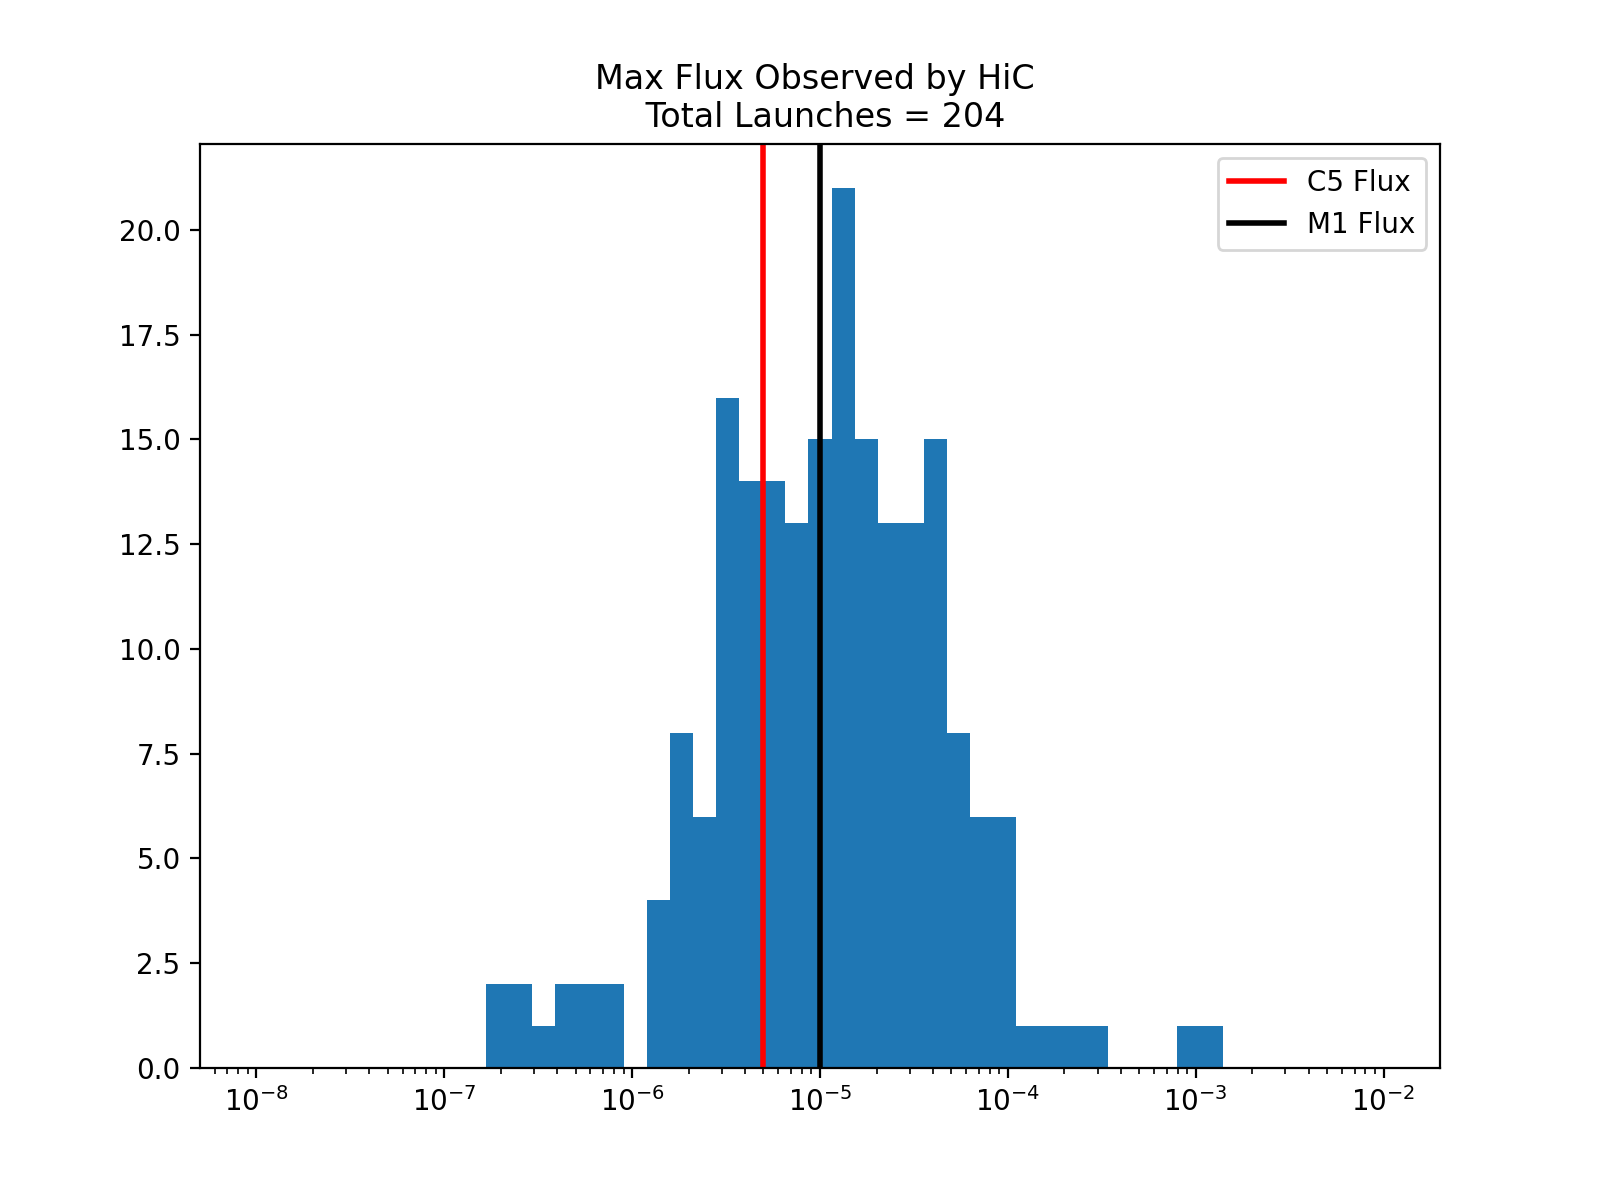 Max Flux Observed by HiC
Total Launches = 204
C5 Flux
M1 Flux
20.0
17.5
15.0
12.5
10.0
7.5
5.0
2.5
0.0
10⁻⁸ 10⁻⁷ 10⁻⁶ 10⁻⁵ 10⁻⁴ 10⁻³ 10⁻²